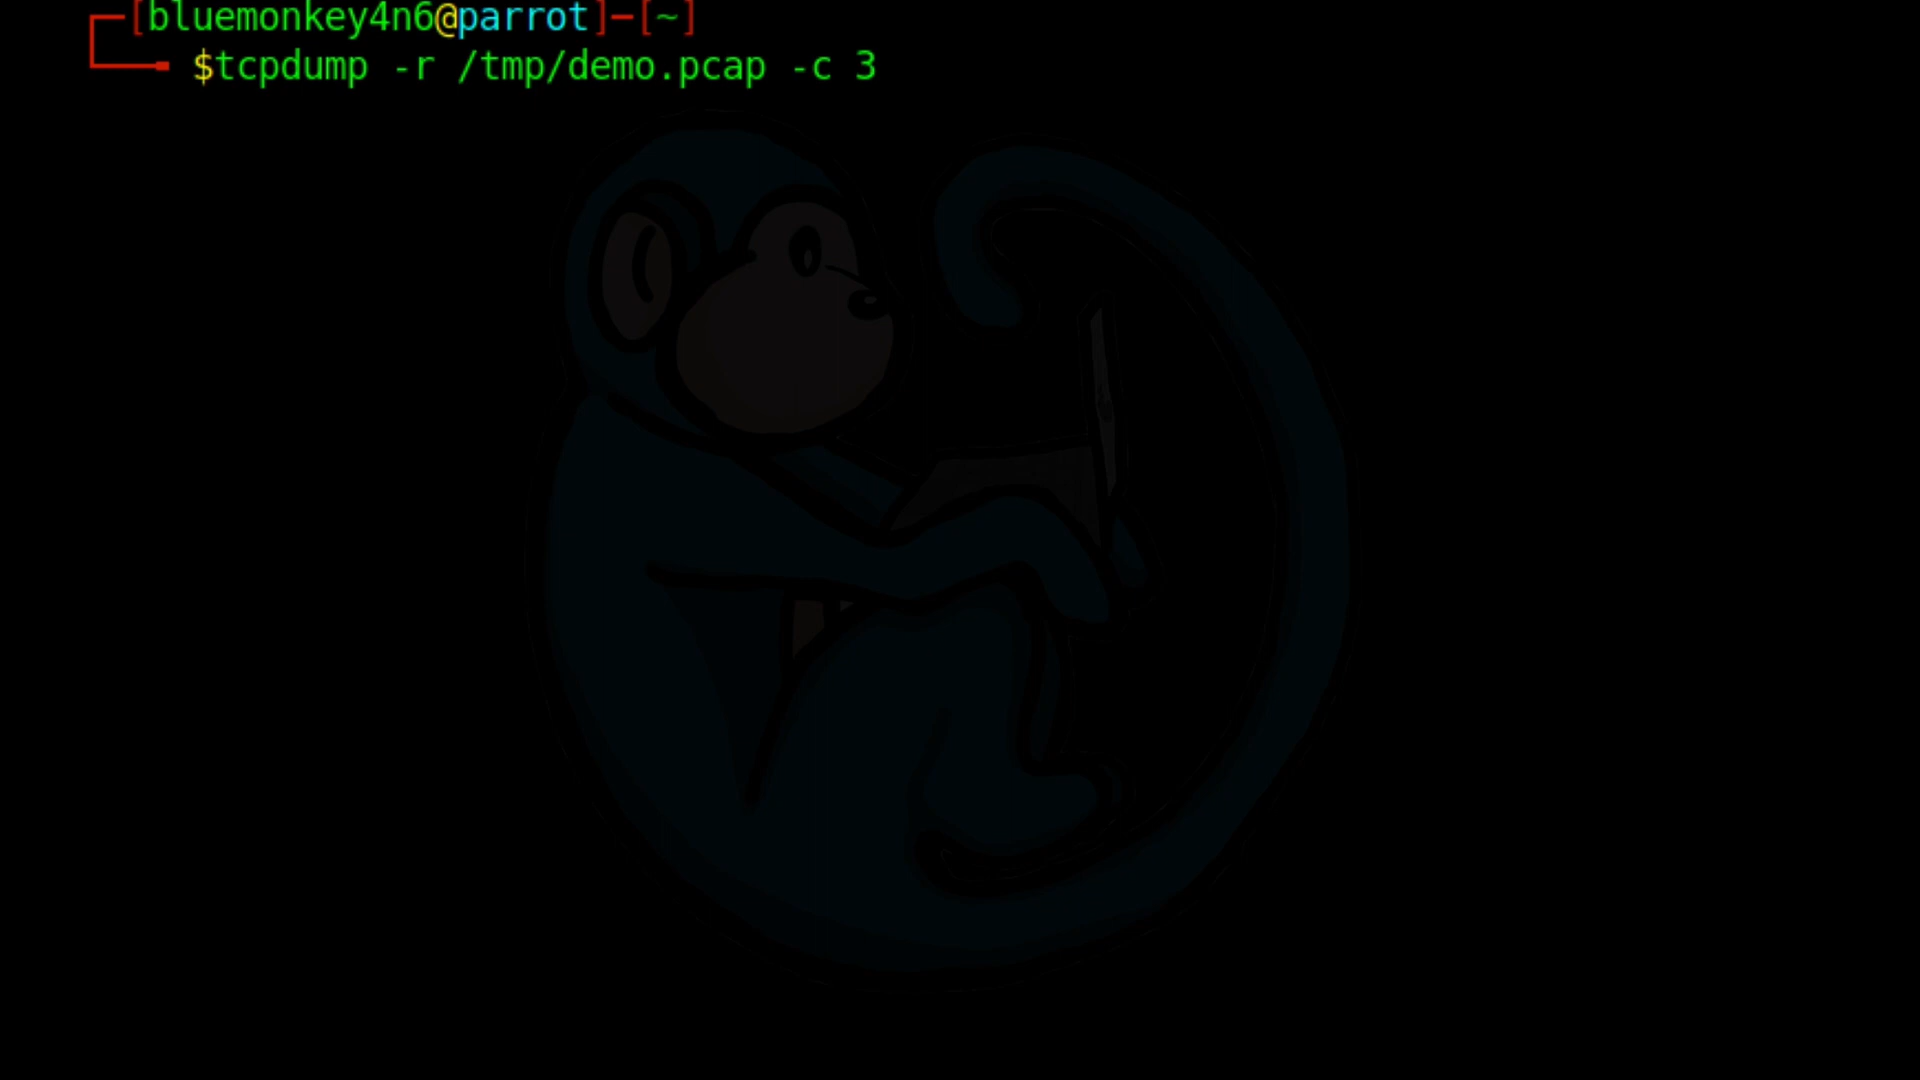 [bluemonkey4n6@parrot]-[~]
$tcpdump -r /tmp/demo.pcap -c 3